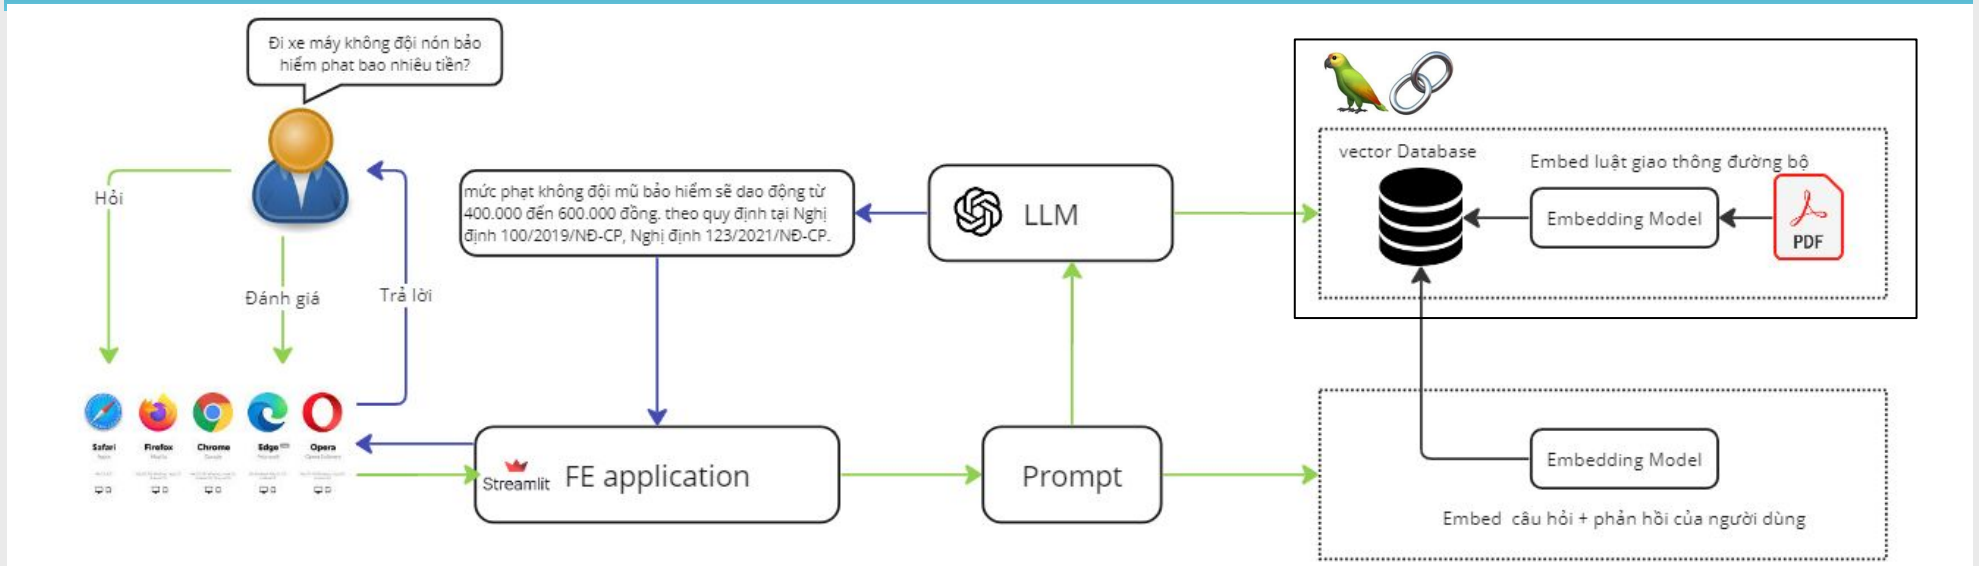 Đi xe máy không đội nón bảo
hiểm phạt bao nhiêu tiền?
Hỏi
Đánh giá
Trả lời
mức phạt không đội mũ bảo hiểm sẽ dao động từ
400.000 đến 600.000 đồng. theo quy định tại Nghị
định 100/2019/NĐ-CP, Nghị định 123/2021/NĐ-CP.
LLM
vector Database
Embed luật giao thông đường bộ
Embedding Model
PDF
Safari
Firefox
Chrome
Edge
Opera
Streamlit
FE application
Prompt
Embedding Model
Embed câu hỏi + phản hồi của người dùng